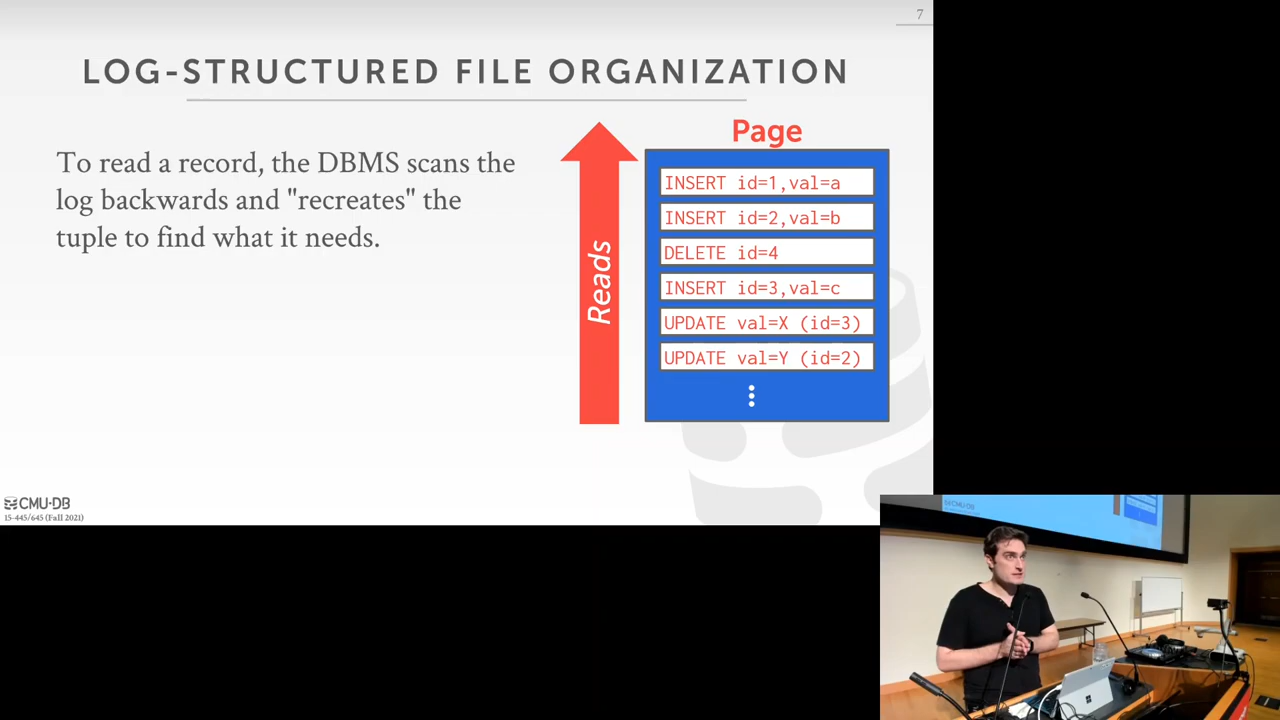 7
LOG-STRUCTURED FILE ORGANIZATION
To read a record, the DBMS scans the
log backwards and "recreates" the
tuple to find what it needs.
Reads
Page
INSERT id=1,val=a
INSERT id=2,val=b
DELETE id=4
INSERT id=3,val=c
UPDATE val=X (id=3)
UPDATE val=Y (id=2)
CMU·DB
15-445/645 (Fall 2021)
CMU·DB